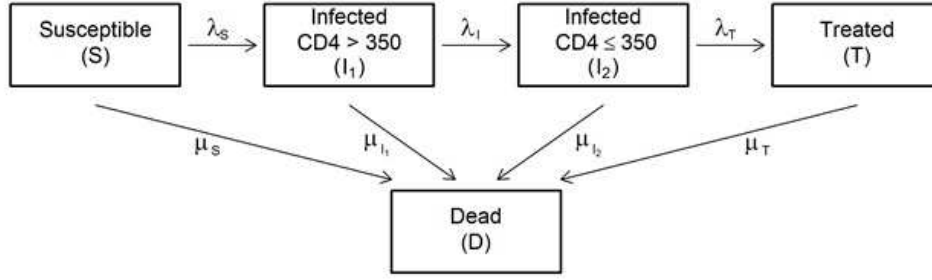 Susceptible
(S)
λS
Infected
CD4 > 350
(I1)
λI
Infected
CD4 ≤ 350
(I2)
λT
Treated
(T)
μS
μI1
μI2
μT
Dead
(D)